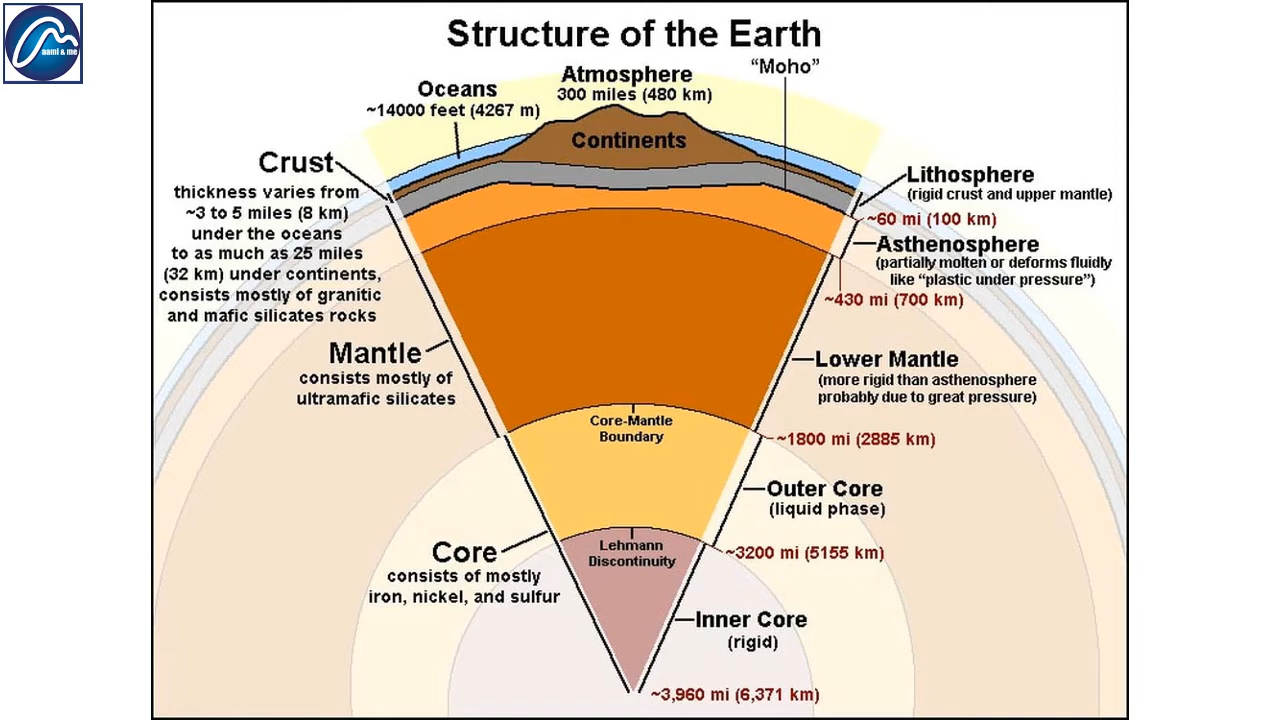 aami & me
Structure of the Earth
"Moho"
Atmosphere
300 miles (480 km)
Oceans
~14000 feet (4267 m)
Continents
Crust
thickness varies from
~3 to 5 miles (8 km)
under the oceans
to as much as 25 miles
(32 km) under continents,
consists mostly of granitic
and mafic silicates rocks
Lithosphere
(rigid crust and upper mantle)
~60 mi (100 km)
Asthenosphere
(partially molten or deforms fluidly
like "plastic under pressure")
~430 mi (700 km)
Mantle
consists mostly of
ultramafic silicates
Lower Mantle
(more rigid than asthenosphere
probably due to great pressure)
Core-Mantle
Boundary
~1800 mi (2885 km)
Outer Core
(liquid phase)
Core
consists of mostly
iron, nickel, and sulfur
Lehmann
Discontinuity
~3200 mi (5155 km)
Inner Core
(rigid)
~3,960 mi (6,371 km)